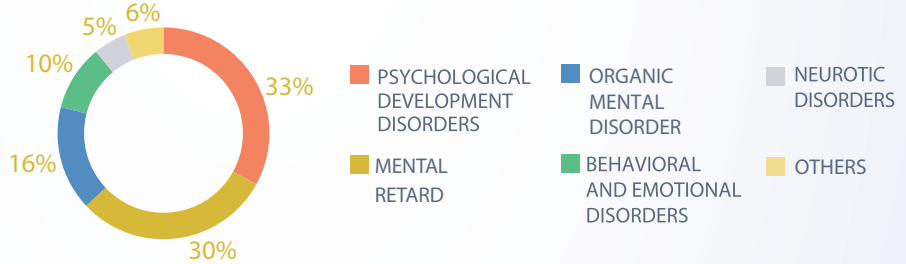 6%
5%
10%
33%
16%
30%
PSYCHOLOGICAL
DEVELOPMENT
DISORDERS
MENTAL
RETARD
ORGANIC
MENTAL
DISORDER
BEHAVIORAL
AND EMOTIONAL
DISORDERS
NEUROTIC
DISORDERS
OTHERS